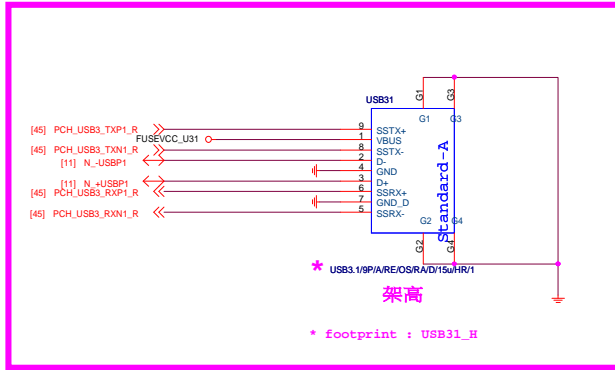 USB31
G1
G3
G1
G3
[45] PCH_USB3_TXP1_R
9
SSTX+
FUSEVCC_U31
1
VBUS
[45] PCH_USB3_TXN1_R
8
SSTX-
[11] N_-USBP1
2
D-
4
GND
[11] N_+USBP1
3
D+
[45] PCH_USB3_RXP1_R
6
SSRX+
7
GND_D
[45] PCH_USB3_RXN1_R
5
SSRX-
Standard-A
G2
G4
G2
G4
* USB3.1/9P/A/RE/OS/RA/D/15u/HR/1
架高
* footprint : USB31_H